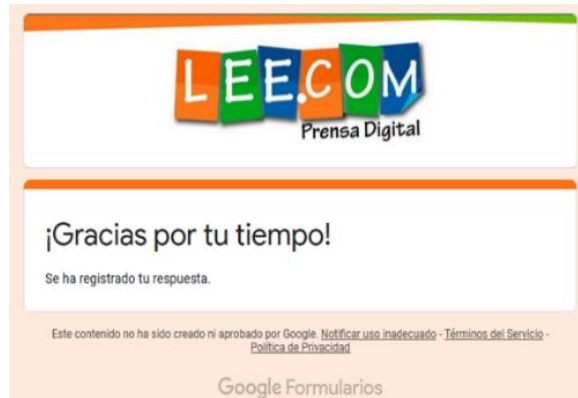 LEE.COM
Prensa Digital
¡Gracias por tu tiempo!
Se ha registrado tu respuesta.
Este contenido no ha sido creado ni aprobado por Google. Notificar uso inadecuado - Términos del Servicio -
Política de Privacidad
Google Formularios